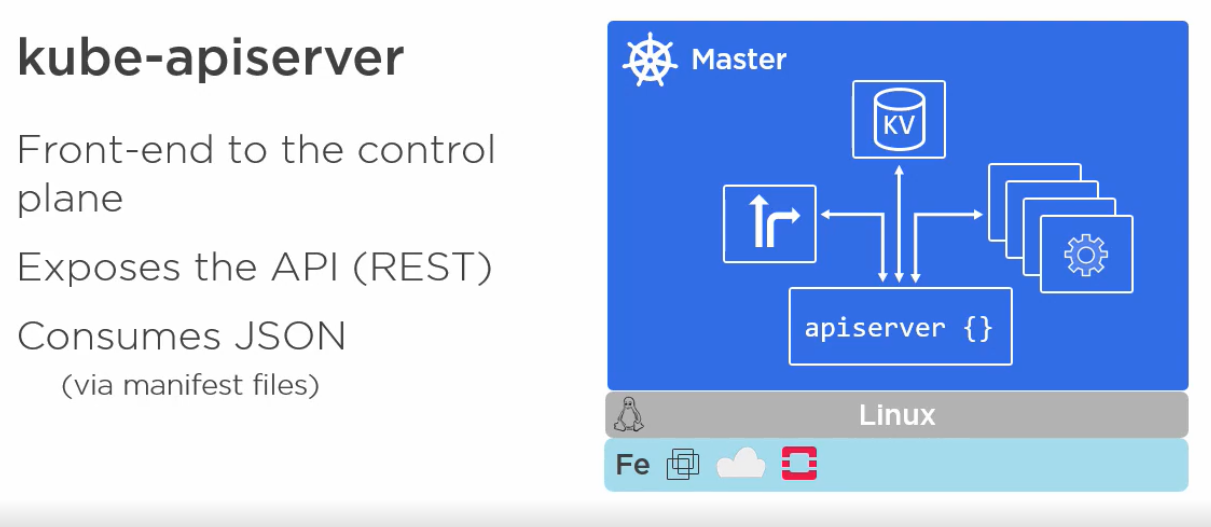 kube-apiserver
Front-end to the control
plane
Exposes the API (REST)
Consumes JSON
(via manifest files)
Master
KV
apiserver {}
Linux
Fe